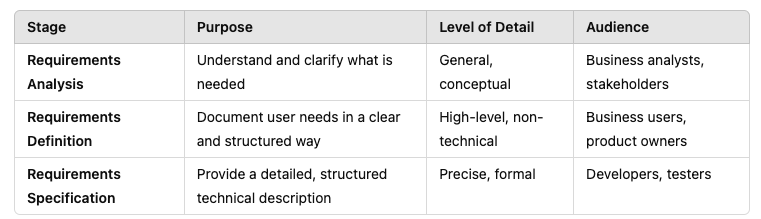 Stage Purpose Level of Detail Audience
Requirements Understand and clarify what is General, Business analysts,
Analysis needed conceptual stakeholders
Requirements Document user needs in a clear High-level, non- Business users,
Definition and structured way technical product owners
Requirements Provide a detailed, structured Precise, formal Developers, testers
Specification technical description